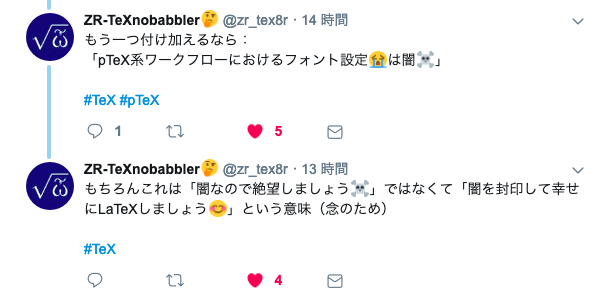 ZR-TeXnobabbler🤔 @zr_tex8r · 14 時間
もう一つ付け加えるなら：
「pTeX系ワークフローにおけるフォント設定😭は闇☠️」
#TeX #pTeX
1 5
ZR-TeXnobabbler🤔 @zr_tex8r · 13 時間
もちろんこれは「闇なので絶望しましょう☠️」ではなくて「闇を封印して幸せ
にLaTeXしましょう😊」という意味（念のため）
#TeX
4